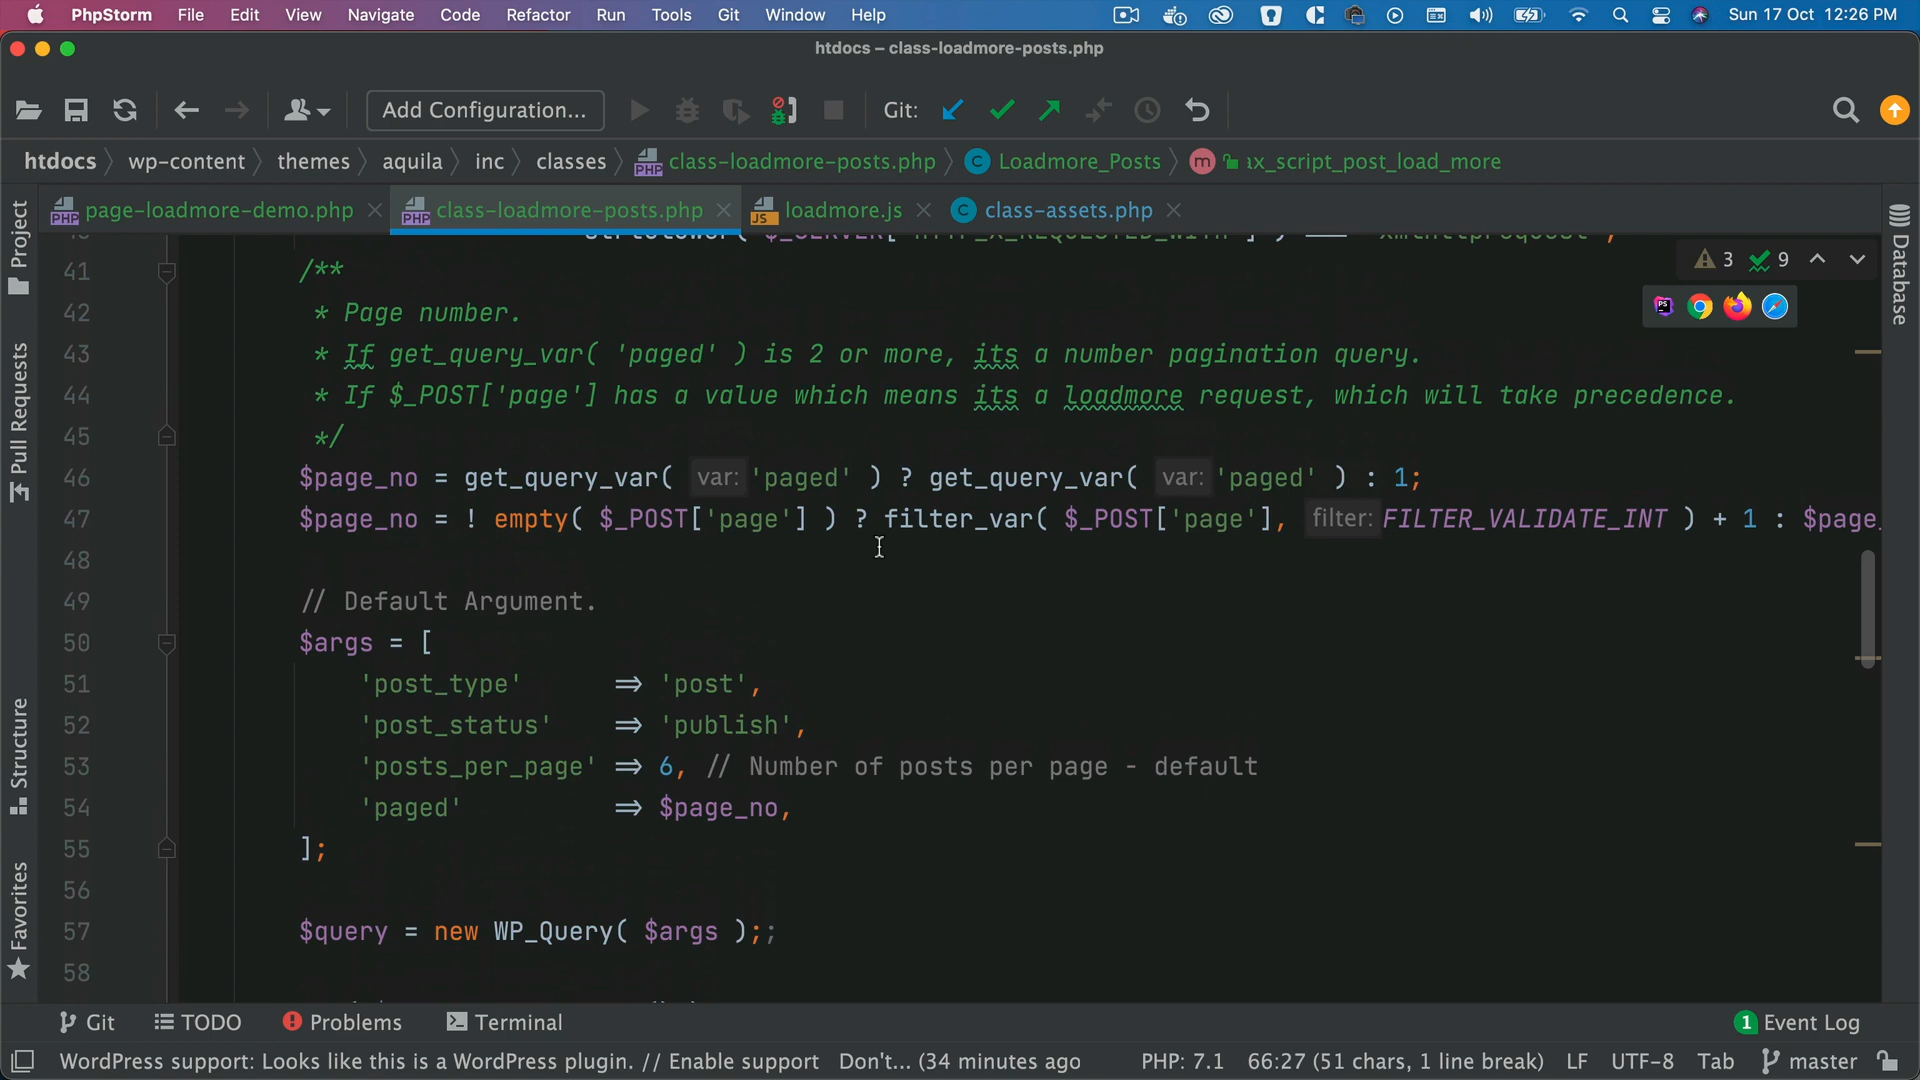 PhpStorm File Edit View Navigate Code Refactor Run Tools Git Window Help Sun 17 Oct 12:26 PM
htdocs – class-loadmore-posts.php
Add Configuration... Git:
htdocs wp-content themes aquila inc classes class-loadmore-posts.php Loadmore_Posts ax_script_post_load_more
page-loadmore-demo.php class-loadmore-posts.php loadmore.js class-assets.php
3 9
41 /**
42 * Page number.
43 * If get_query_var( 'paged' ) is 2 or more, its a number pagination query.
44 * If $_POST['page'] has a value which means its a loadmore request, which will take precedence.
45 */
46 $page_no = get_query_var( var: 'paged' ) ? get_query_var( var: 'paged' ) : 1;
47 $page_no = ! empty( $_POST['page'] ) ? filter_var( $_POST['page'], filter: FILTER_VALIDATE_INT ) + 1 : $page_
48
49 // Default Argument.
50 $args = [
51 'post_type' => 'post',
52 'post_status' => 'publish',
53 'posts_per_page' => 6, // Number of posts per page - default
54 'paged' => $page_no,
55 ];
56
57 $query = new WP_Query( $args );;
58
Project
Pull Requests
Structure
Favorites
Database
Git TODO Problems Terminal 1 Event Log
WordPress support: Looks like this is a WordPress plugin. // Enable support Don't... (34 minutes ago PHP: 7.1 66:27 (51 chars, 1 line break) LF UTF-8 Tab master